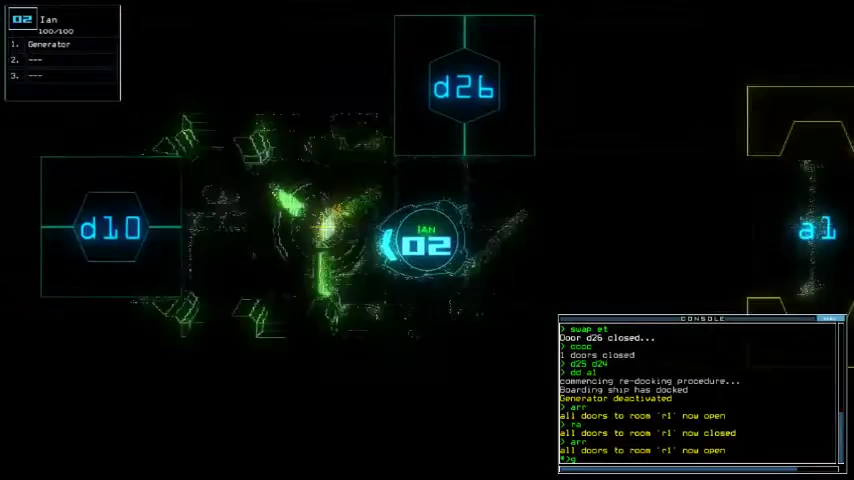 02 Ian
100/100
1. Generator
2. ---
3. ---
d26
d10
IAN
02
a1
CONSOLE
> swap et
Door d26 closed...
> cccc
1 doors closed
> d25 d24
> dd a1
commencing re-docking procedure...
Boarding ship has docked
Generator deactivated
> arr
all doors to room 'r1' now open
> ra
all doors to room 'r1' now closed
> arr
all doors to room 'r1' now open
">g